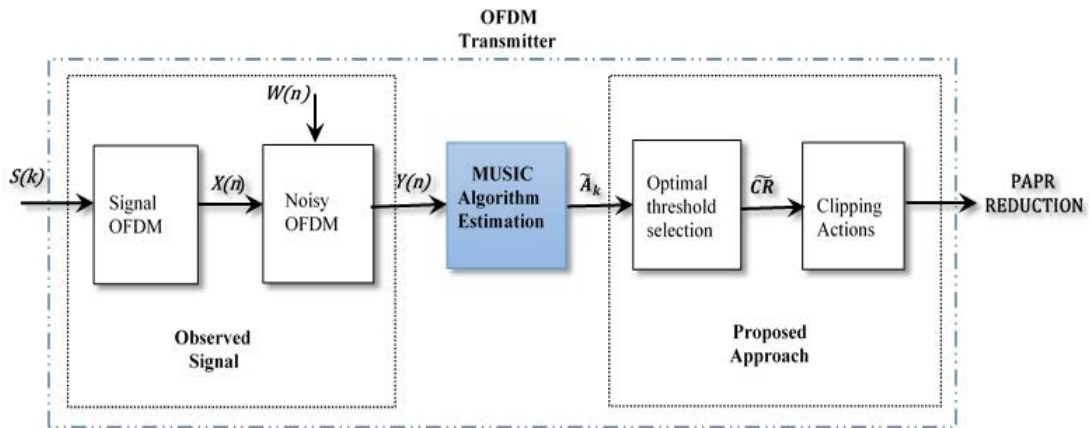 OFDM
Transmitter
W(n)
S(k)
Signal
OFDM
X(n)
Noisy
OFDM
Y(n)
MUSIC
Algorithm
Estimation
Ã_k
Optimal
threshold
selection
C͠R
Clipping
Actions
PAPR
REDUCTION
Observed
Signal
Proposed
Approach